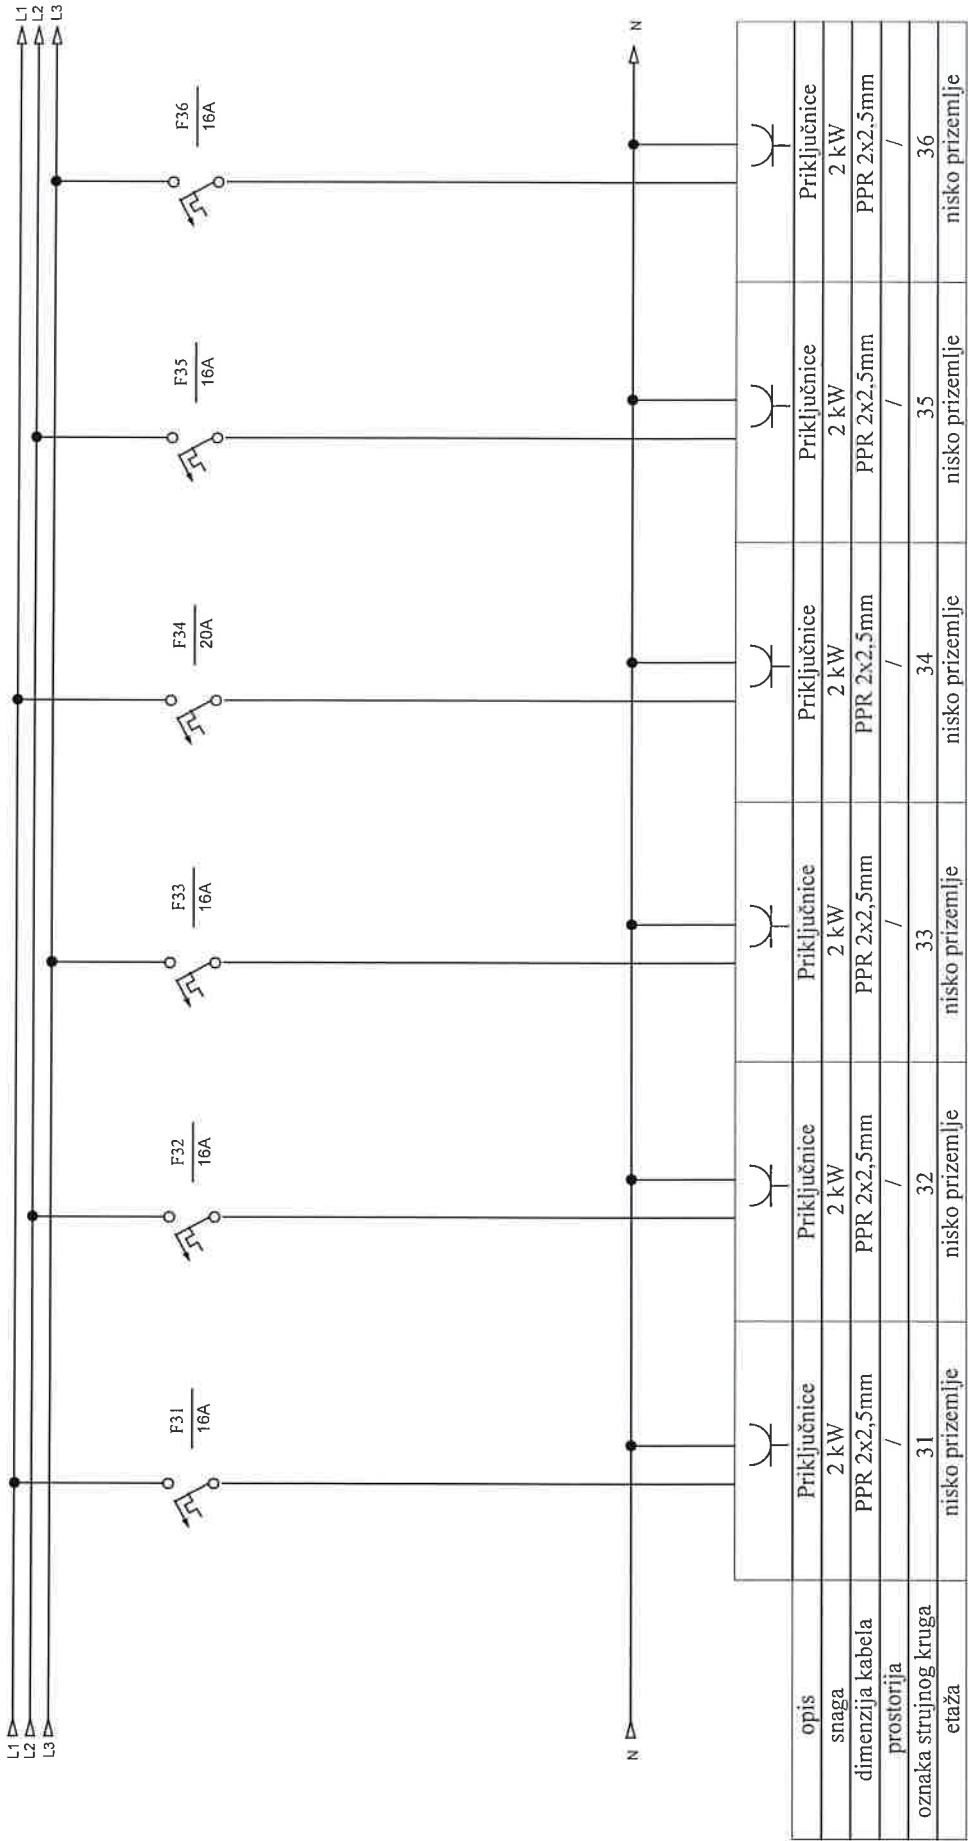 L1
L2
L3
L1
L2
L3
F31
16A
F32
16A
F33
16A
F34
20A
F35
16A
F36
16A
N
N
opis Priključnice Priključnice Priključnice Priključnice Priključnice Priključnice
snaga 2 kW 2 kW 2 kW 2 kW 2 kW 2 kW
dimenzija kabela PPR 2x2,5mm PPR 2x2,5mm PPR 2x2,5mm PPR 2x2,5mm PPR 2x2,5mm PPR 2x2,5mm
prostorija / / / / / /
oznaka strujnog kruga 31 32 33 34 35 36
etaža nisko prizemlje nisko prizemlje nisko prizemlje nisko prizemlje nisko prizemlje nisko prizemlje